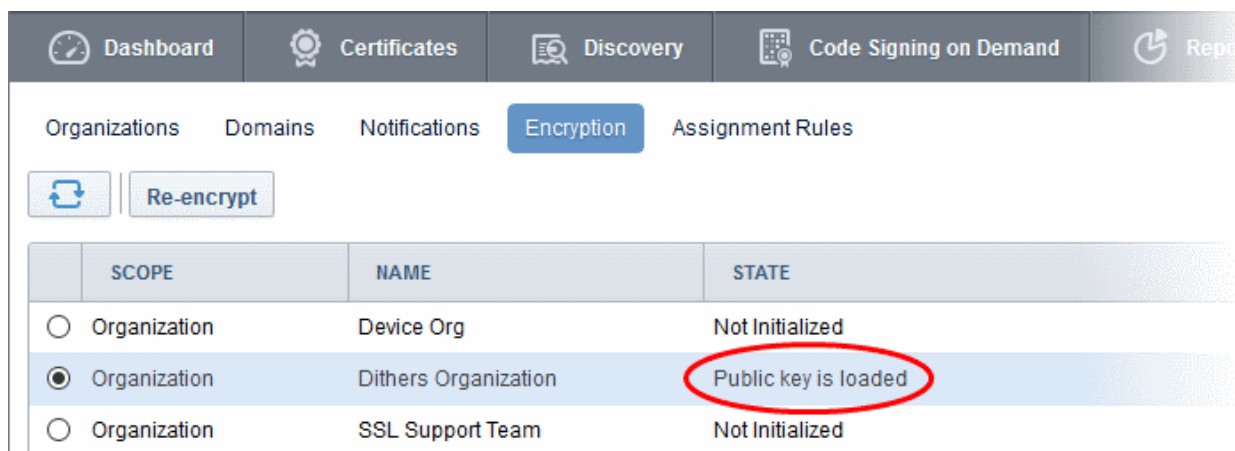 Dashboard Certificates Discovery Code Signing on Demand Repo
Organizations Domains Notifications Encryption Assignment Rules
Re-encrypt
SCOPE NAME STATE
Organization Device Org Not Initialized
Organization Dithers Organization Public key is loaded
Organization SSL Support Team Not Initialized